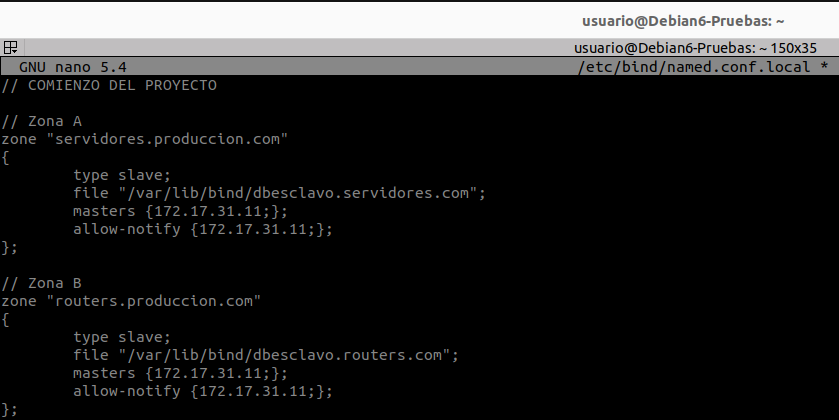 usuario@Debian6-Pruebas: ~
usuario@Debian6-Pruebas: ~ 150x35
GNU nano 5.4 /etc/bind/named.conf.local *
// COMIENZO DEL PROYECTO
// Zona A
zone "servidores.produccion.com"
{
type slave;
file "/var/lib/bind/dbesclavo.servidores.com";
masters {172.17.31.11;};
allow-notify {172.17.31.11;};
};
// Zona B
zone "routers.produccion.com"
{
type slave;
file "/var/lib/bind/dbesclavo.routers.com";
masters {172.17.31.11;};
allow-notify {172.17.31.11;};
};